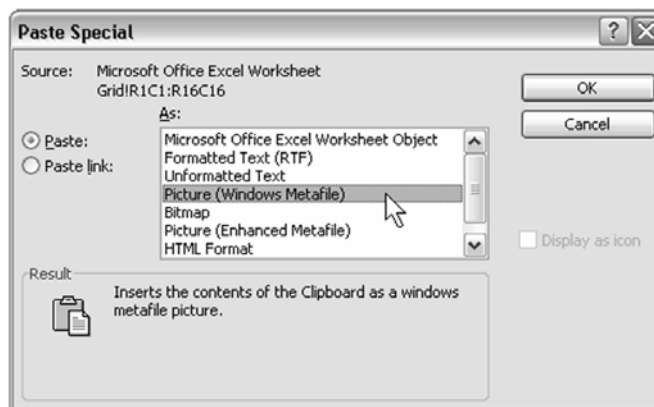 Paste Special
Source: Microsoft Office Excel Worksheet
Grid!R1C1:R16C16
As:
Paste:
Paste link:
Microsoft Office Excel Worksheet Object
Formatted Text (RTF)
Unformatted Text
Picture (Windows Metafile)
Bitmap
Picture (Enhanced Metafile)
HTML Format
OK
Cancel
Display as icon
Result
Inserts the contents of the Clipboard as a windows
metafile picture.